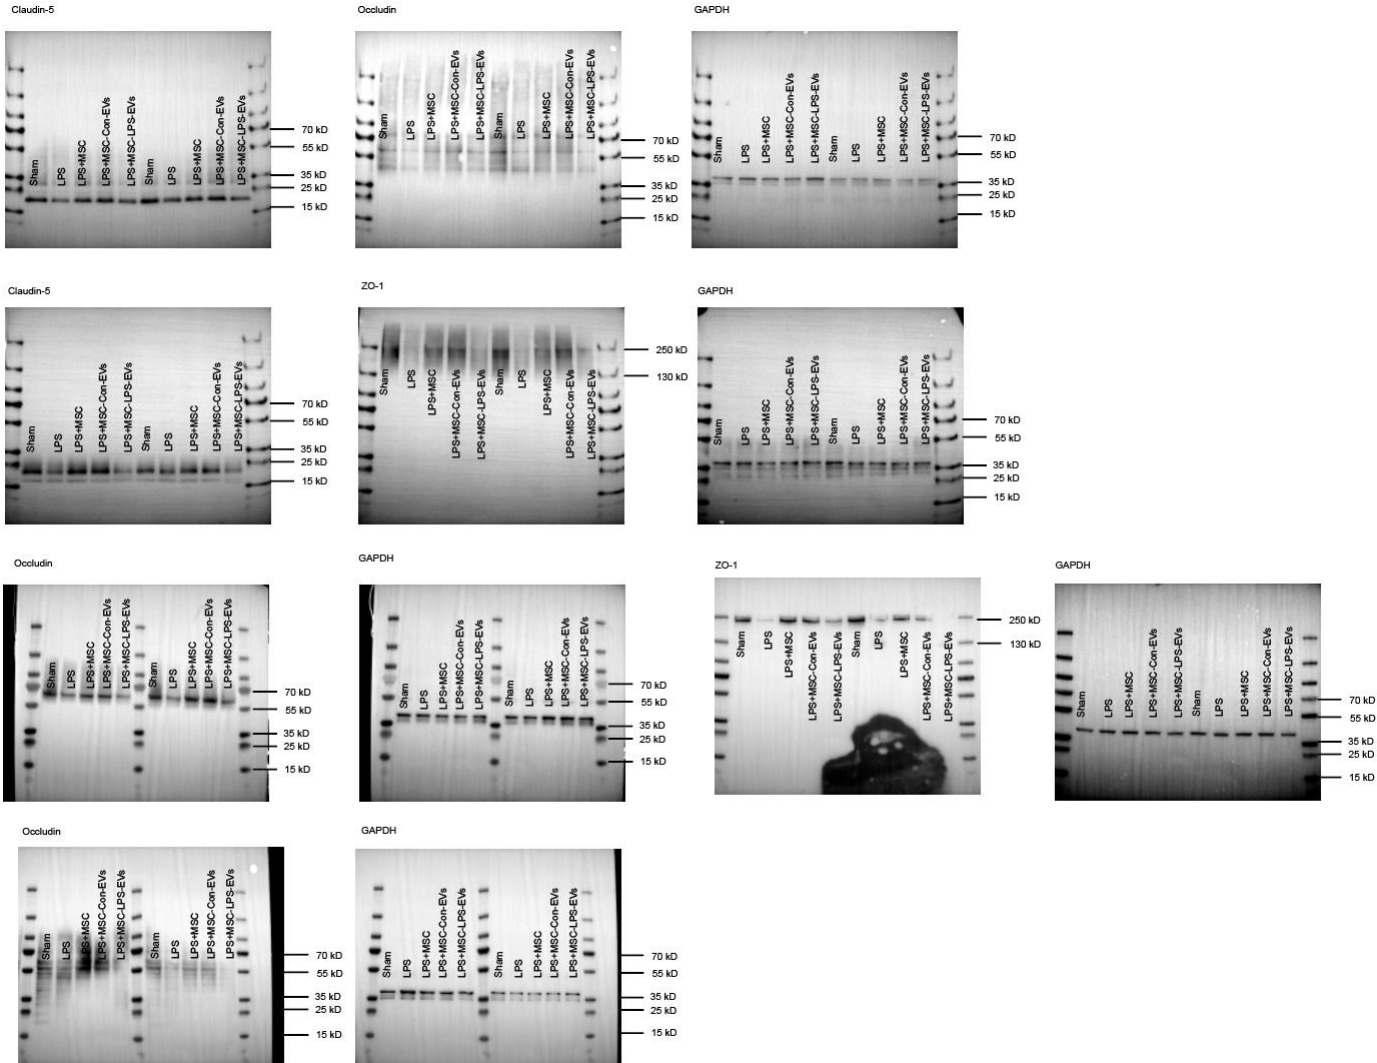 Claudin-5
Occludin
GAPDH
Sham
LPS
LPS+MSC
LPS+MSC-Con-EVs
LPS+MSC-LPS-EVs
Sham
LPS
LPS+MSC
LPS+MSC-Con-EVs
LPS+MSC-LPS-EVs
70 kD
55 kD
35 kD
25 kD
15 kD
Sham
LPS
LPS+MSC
LPS+MSC-Con-EVs
LPS+MSC-LPS-EVs
Sham
LPS
LPS+MSC
LPS+MSC-Con-EVs
LPS+MSC-LPS-EVs
70 kD
55 kD
35 kD
25 kD
15 kD
Sham
LPS
LPS+MSC
LPS+MSC-Con-EVs
LPS+MSC-LPS-EVs
Sham
LPS
LPS+MSC
LPS+MSC-Con-EVs
LPS+MSC-LPS-EVs
70 kD
55 kD
35 kD
25 kD
15 kD
Claudin-5
ZO-1
GAPDH
Sham
LPS
LPS+MSC
LPS+MSC-Con-EVs
LPS+MSC-LPS-EVs
Sham
LPS
LPS+MSC
LPS+MSC-Con-EVs
LPS+MSC-LPS-EVs
70 kD
55 kD
35 kD
25 kD
15 kD
Sham
LPS
LPS+MSC
LPS+MSC-Con-EVs
LPS+MSC-LPS-EVs
Sham
LPS
LPS+MSC
LPS+MSC-Con-EVs
LPS+MSC-LPS-EVs
250 kD
130 kD
Sham
LPS
LPS+MSC
LPS+MSC-Con-EVs
LPS+MSC-LPS-EVs
Sham
LPS
LPS+MSC
LPS+MSC-Con-EVs
LPS+MSC-LPS-EVs
70 kD
55 kD
35 kD
25 kD
15 kD
Occludin
GAPDH
ZO-1
GAPDH
Sham
LPS
LPS+MSC
LPS+MSC-Con-EVs
LPS+MSC-LPS-EVs
Sham
LPS
LPS+MSC
LPS+MSC-Con-EVs
LPS+MSC-LPS-EVs
70 kD
55 kD
35 kD
25 kD
15 kD
Sham
LPS
LPS+MSC
LPS+MSC-Con-EVs
LPS+MSC-LPS-EVs
Sham
LPS
LPS+MSC
LPS+MSC-Con-EVs
LPS+MSC-LPS-EVs
70 kD
55 kD
35 kD
25 kD
15 kD
Sham
LPS
LPS+MSC
LPS+MSC-Con-EVs
LPS+MSC-LPS-EVs
Sham
LPS
LPS+MSC
LPS+MSC-Con-EVs
LPS+MSC-LPS-EVs
250 kD
130 kD
Sham
LPS
LPS+MSC
LPS+MSC-Con-EVs
LPS+MSC-LPS-EVs
Sham
LPS
LPS+MSC
LPS+MSC-Con-EVs
LPS+MSC-LPS-EVs
70 kD
55 kD
35 kD
25 kD
15 kD
Occludin
GAPDH
Sham
LPS
LPS+MSC
LPS+MSC-Con-EVs
LPS+MSC-LPS-EVs
Sham
LPS
LPS+MSC
LPS+MSC-Con-EVs
LPS+MSC-LPS-EVs
70 kD
55 kD
35 kD
25 kD
15 kD
Sham
LPS
LPS+MSC
LPS+MSC-Con-EVs
LPS+MSC-LPS-EVs
Sham
LPS
LPS+MSC
LPS+MSC-Con-EVs
LPS+MSC-LPS-EVs
70 kD
55 kD
35 kD
25 kD
15 kD